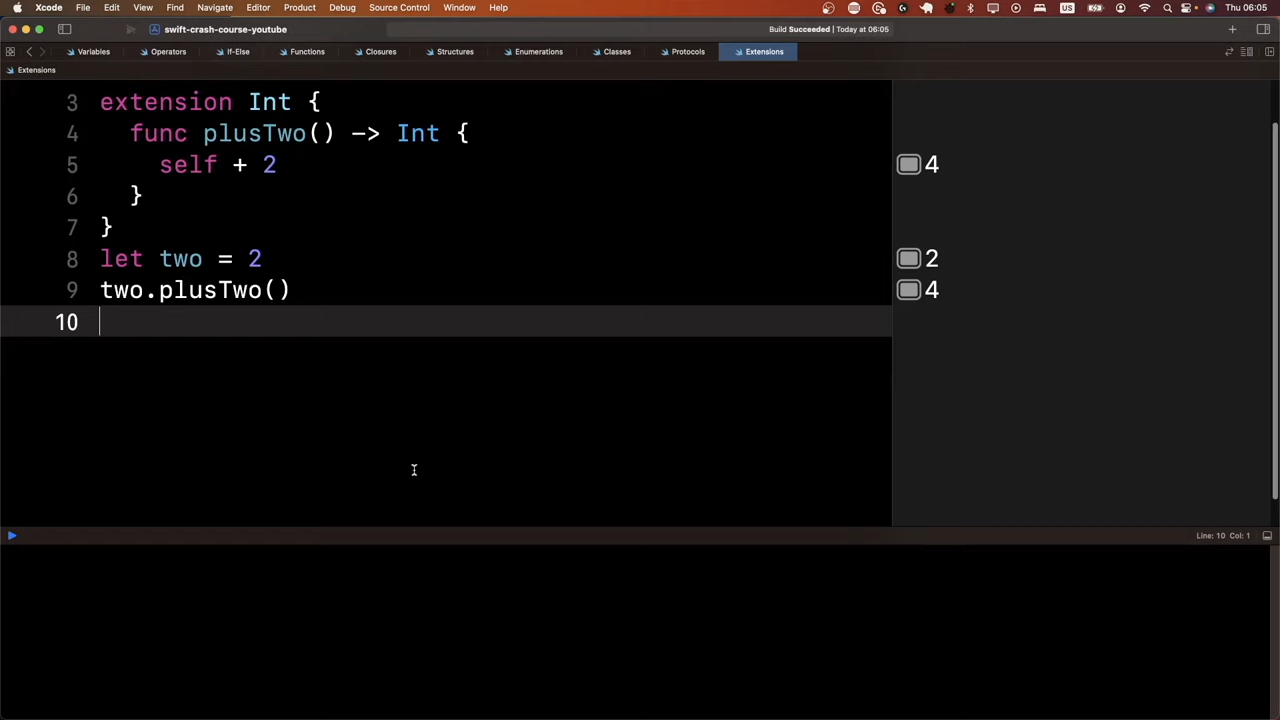 Xcode File Edit View Find Navigate Editor Product Debug Source Control Window Help US Thu 06:05
swift-crash-course-youtube Build Succeeded | Today at 06:05
Variables Operators If-Else Functions Closures Structures Enumerations Classes Protocols Extensions
Extensions
3 extension Int {
4 func plusTwo() -> Int {
5 self + 2 4
6 }
7 }
8 let two = 2 2
9 two.plusTwo() 4
10
Line: 10 Col: 1